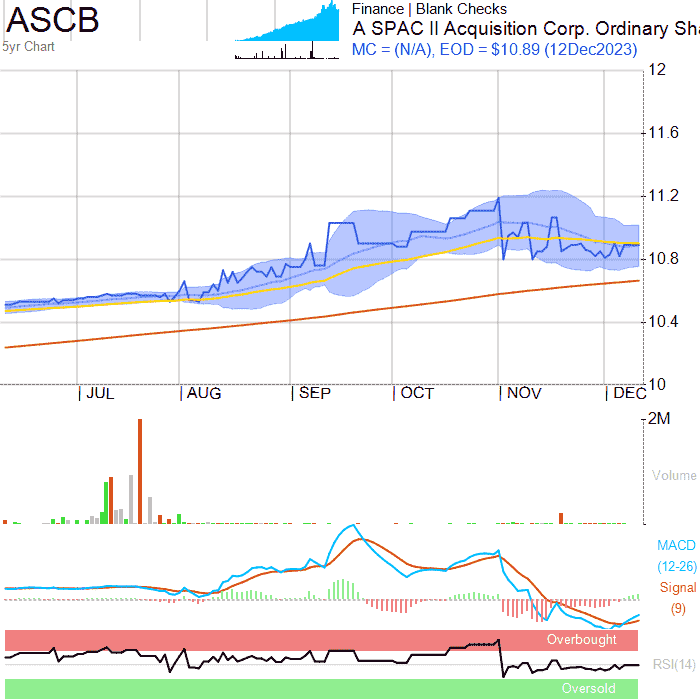 ASCB
5yr Chart
Finance | Blank Checks
A SPAC II Acquisition Corp. Ordinary Sha
MC = (N/A), EOD = $10.89 (12Dec2023)
12
11.6
11.2
10.8
10.4
10
| JUL | AUG | SEP | OCT | NOV | DEC
2M
Volume
MACD
(12-26)
Signal
(9)
Overbought
RSI(14)
Oversold